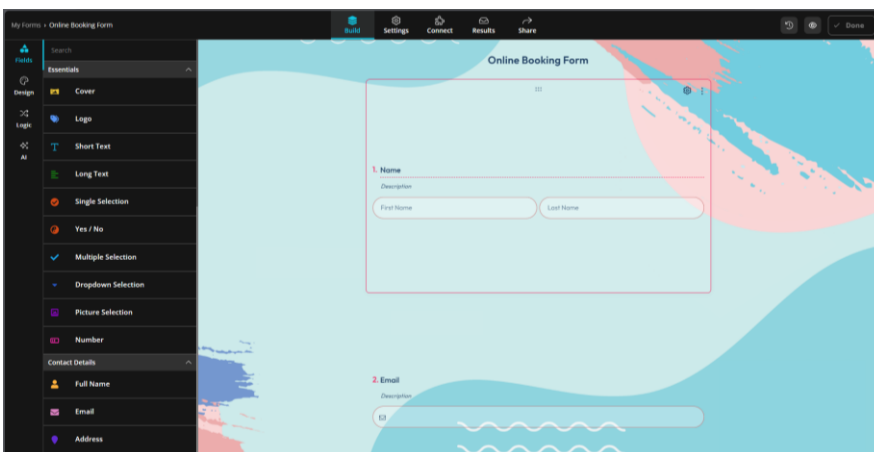 My Forms › Online Booking Form
Build
Settings
Connect
Results
Share
Done
Fields
Design
Logic
AI
Search
Essentials
Cover
Logo
Short Text
Long Text
Single Selection
Yes / No
Multiple Selection
Dropdown Selection
Picture Selection
Number
Contact Details
Full Name
Email
Address
Online Booking Form
1. Name
Description
First Name
Last Name
2. Email
Description